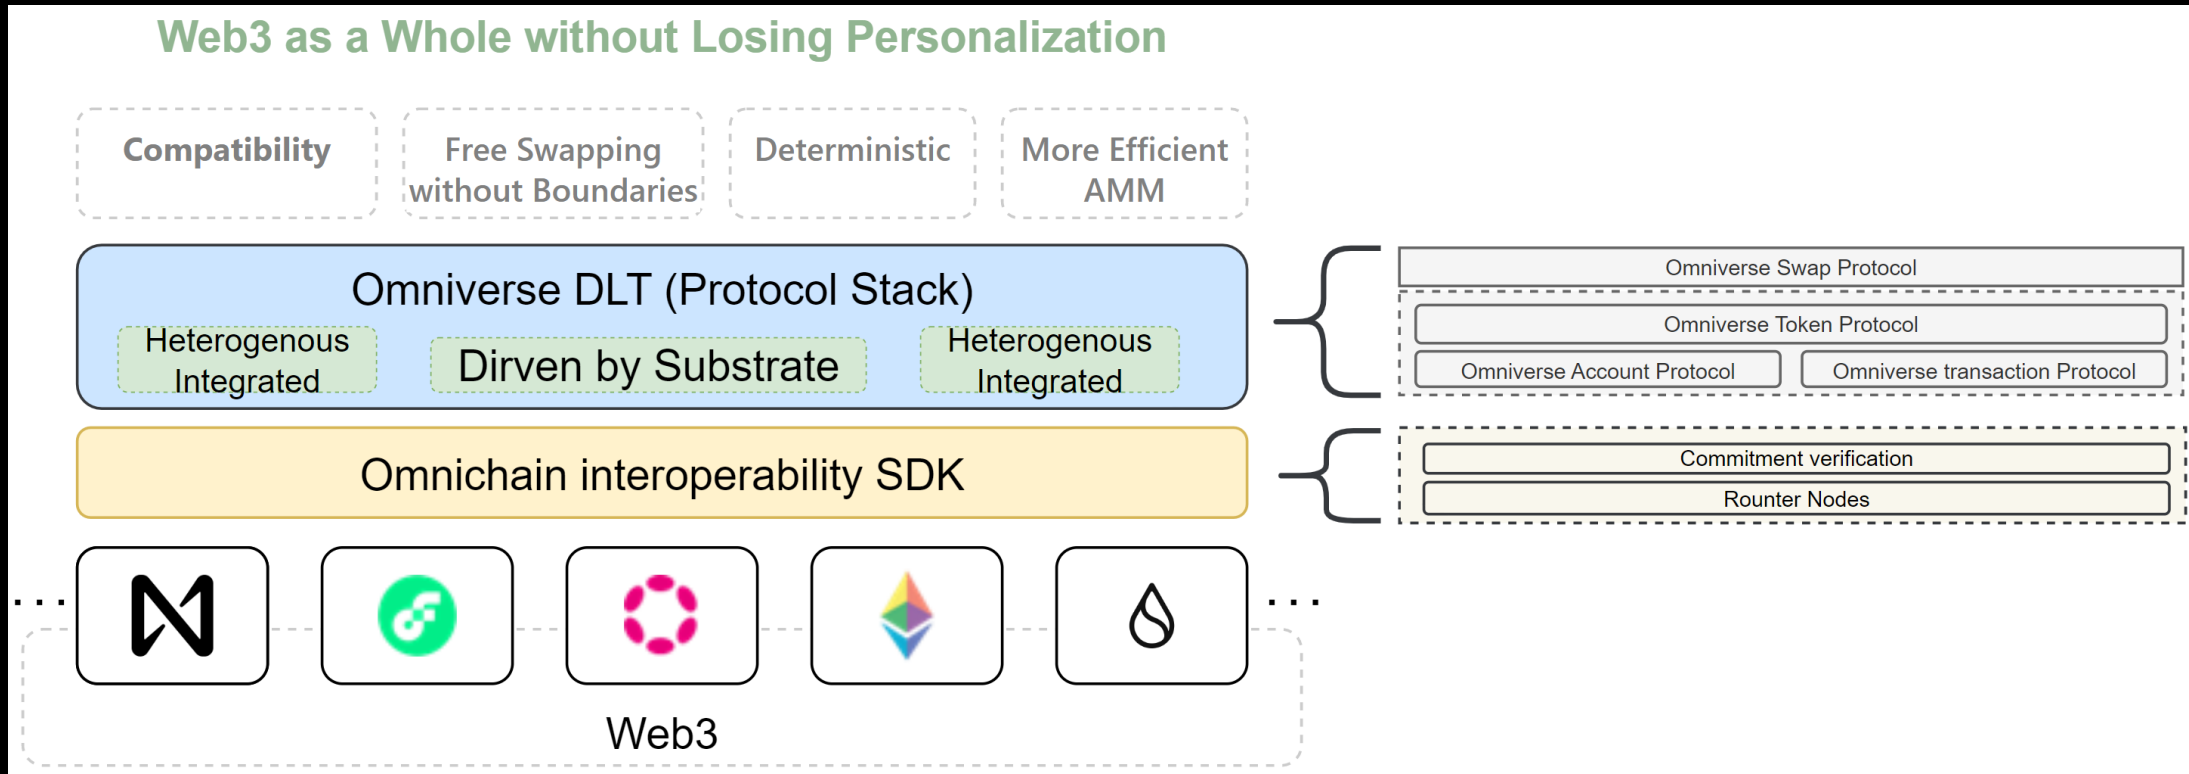 Web3 as a Whole without Losing Personalization
Compatibility
Free Swapping
without Boundaries
Deterministic
More Efficient
AMM
Omniverse DLT (Protocol Stack)
Heterogenous
Integrated
Dirven by Substrate
Heterogenous
Integrated
Omniverse Swap Protocol
Omniverse Token Protocol
Omniverse Account Protocol
Omniverse transaction Protocol
Omnichain interoperability SDK
Commitment verification
Rounter Nodes
...
...
Web3